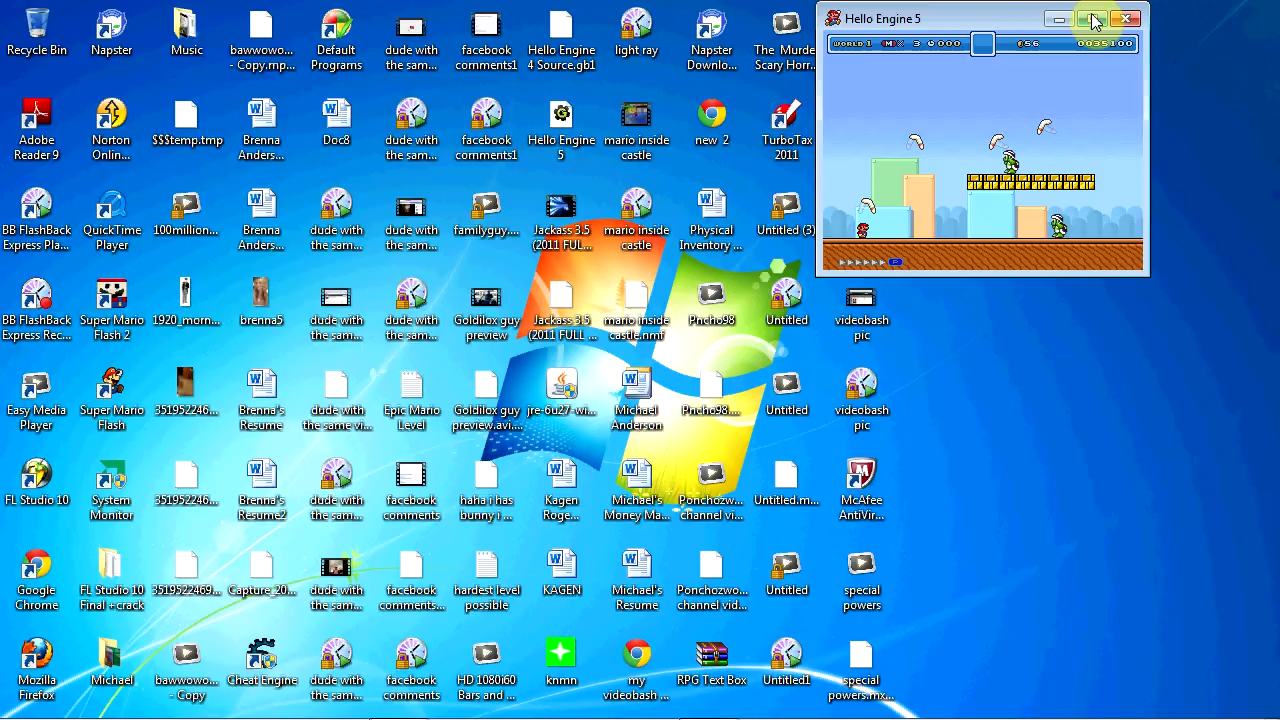 Hello Engine 5
WORLD 1 3 000 56 0035100
Recycle Bin
Napster
Music
bawwowo... - Copy.mp...
Default Programs
dude with the sam...
facebook comments1
Hello Engine 4 Source.gb1
light ray
Napster Downlo...
The Murde
Scary Horr...
Adobe Reader 9
Norton Onlin...
$$$temp.tmp
Brenna Anders...
Doc8
dude with the sam...
facebook comments1
Hello Engine 5
mario inside castle
new 2
TurboTax 2011
BB FlashBack Express Pla...
QuickTime Player
100million...
Brenna Anders...
dude with the sam...
dude with the sam...
familyguy....
Jackass 3.5 (2011 FUL...
mario inside castle
Physical Inventory ...
Untitled (3)
BB FlashBack Express Rec...
Super Mario Flash 2
1920_morn...
brenna5
dude with the sam...
dude with the sam...
Goldilox guy preview
Jackass 3.5 (2011 FULL ...
mario inside castle.nmf
Pncho98
Untitled
videobash pic
Easy Media Player
Super Mario Flash
351952246...
Brenna's Resume
dude with the same vi...
Epic Mario Level
Goldilox guy preview.avi....
jre-6u27-wi...
Michael Anderson
Pncho98....
Untitled
videobash pic
FL Studio 10
System Monitor
351952246...
Brenna's Resume2
dude with the sam...
facebook comments
haha i has bunny i ...
Kagen Roge...
Michael's Money Ma...
Ponchozw... channel vi...
Untitled.m...
McAfee AntiVir...
Google Chrome
FL Studio 10 Final +crack
3519522469...
Capture_20...
dude with the sam...
facebook comments...
hardest level possible
KAGEN
Michael's Resume
Ponchozwo... channel vid...
Untitled
special powers
Mozilla Firefox
Michael
bawwowo... - Copy
Cheat Engine
dude with the sam...
facebook comments
HD 1080i60 Bars and ...
knmn
my videobash ...
RPG Text Box
Untitled1
special powers.mx...